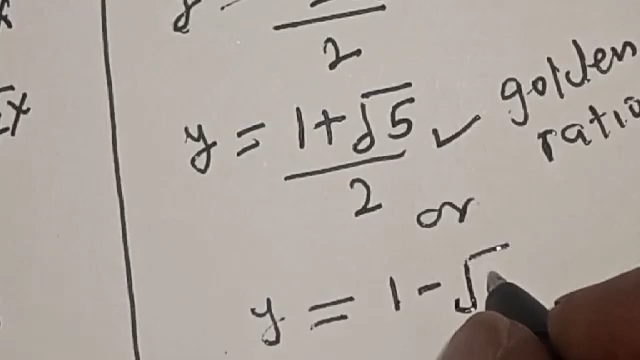 2
y = 1+√5 ✓ golden
2 ratio
or
y = 1-√